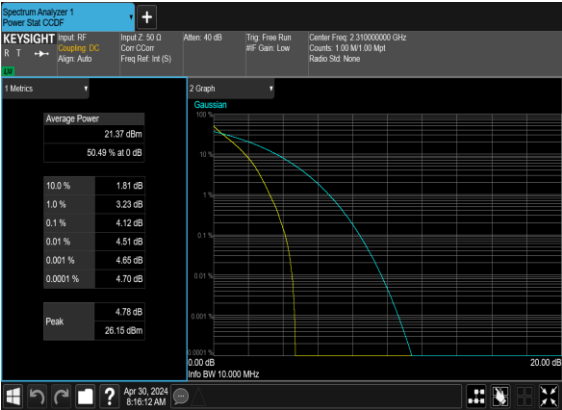 Spectrum Analyzer 1
Power Stat CCDF
+
KEYSIGHT
R T
LXI
Input: RF
Coupling: DC
Align: Auto
Input Z: 50 Ω
Corr CCorr
Freq Ref: Int (S)
Atten: 40 dB
Trig: Free Run
#IF Gain: Low
Center Freq: 2.310000000 GHz
Counts: 1.00 M/1.00 Mpt
Radio Std: None
1 Metrics
Average Power
21.37 dBm
50.49 % at 0 dB
10.0 % 1.81 dB
1.0 % 3.23 dB
0.1 % 4.12 dB
0.01 % 4.51 dB
0.001 % 4.65 dB
0.0001 % 4.70 dB
Peak
4.78 dB
26.15 dBm
2 Graph
Gaussian
100 %
10 %
1 %
0.1 %
0.01 %
0.001 %
0.0001 %
0.00 dB
20.00 dB
Info BW 10.000 MHz
?
Apr 30, 2024
8:16:12 AM